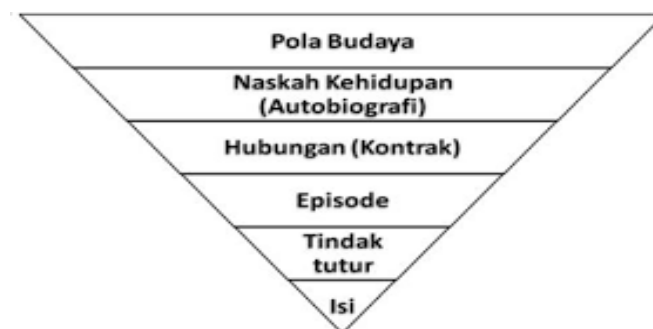 Pola Budaya
Naskah Kehidupan
(Autobiografi)
Hubungan (Kontrak)
Episode
Tindak
tutur
Isi